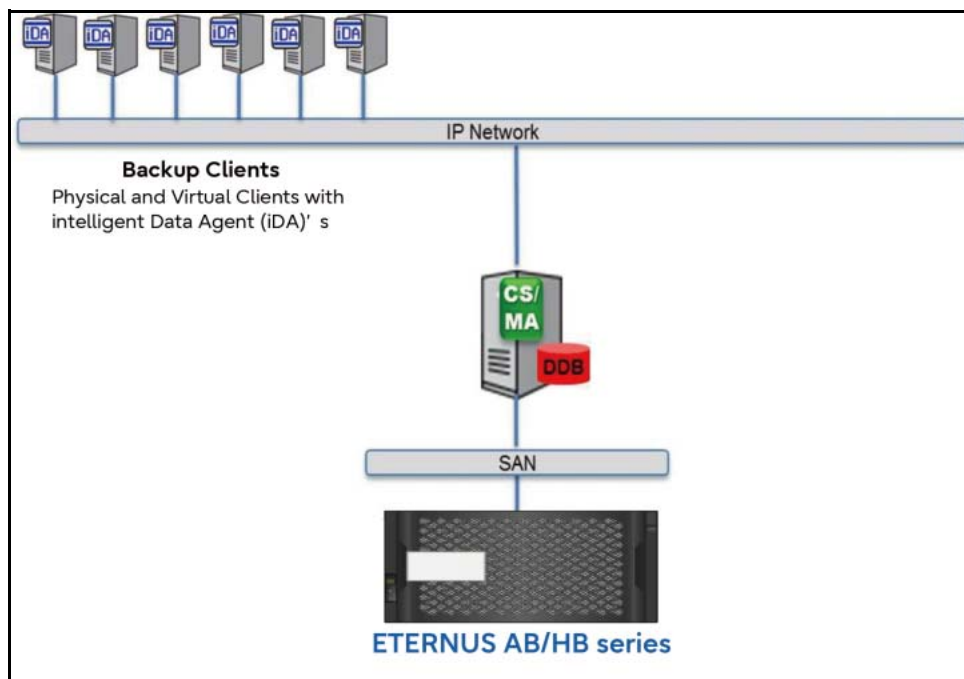 iDA iDA iDA iDA iDA iDA
IP Network
Backup Clients
Physical and Virtual Clients with
intelligent Data Agent (iDA)' s
CS/
MA
DDB
SAN
ETERNUS AB/HB series